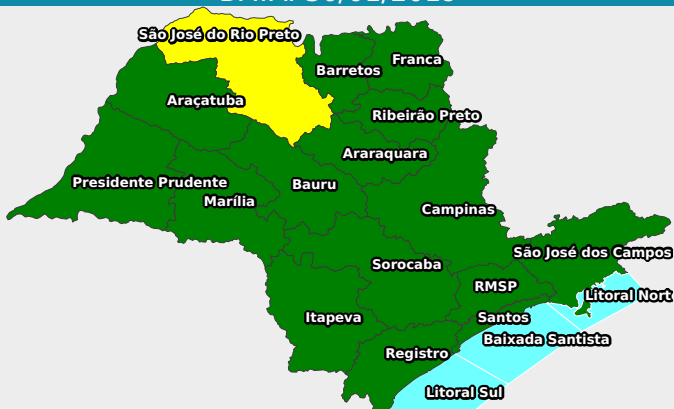 São José do Rio Preto
Franca
Barretos
Araçatuba
Ribeirão Preto
Araraquara
Presidente Prudente
Bauru
Marília
Campinas
São José dos Campos
Sorocaba
RMSP
Litoral Nort
Itapeva
Santos
Baixada Santista
Registro
Litoral Sul